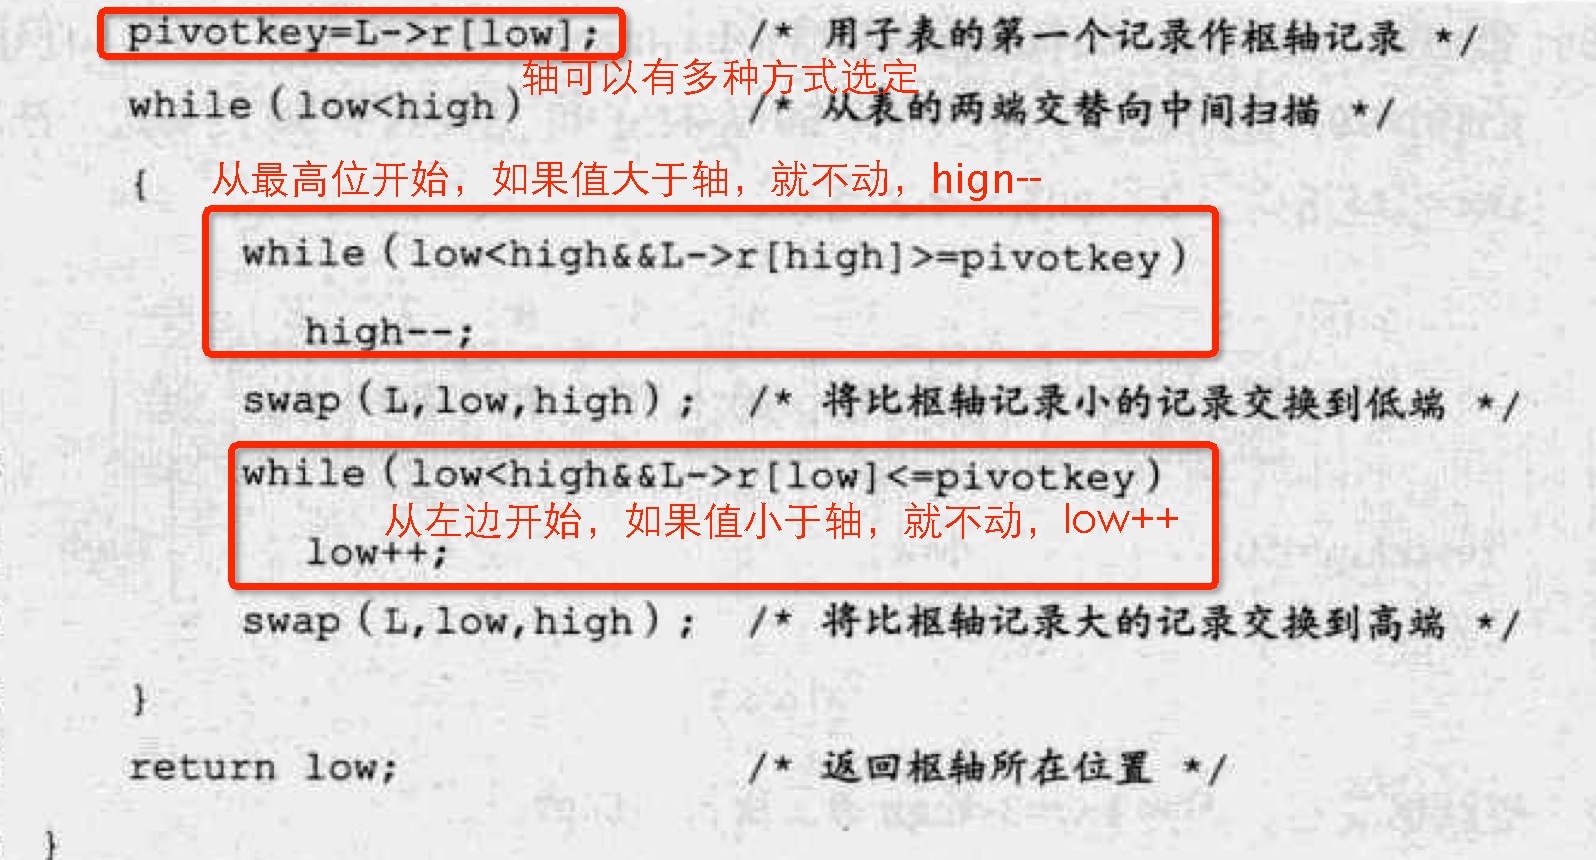 pivotkey=L->r[low]; /* 用子表的第一个记录作枢轴记录 */
轴可以有多种方式选定
while(low<high) /* 从表的两端交替向中间扫描 */
{ 从最高位开始，如果值大于轴，就不动，hign--
while(low<high&&L->r[high]>=pivotkey)
high--;
swap(L,low,high); /* 将比枢轴记录小的记录交换到低端 */
while(low<high&&L->r[low]<=pivotkey)
从左边开始，如果值小于轴，就不动，low++
low++;
swap(L,low,high); /* 将比枢轴记录大的记录交换到高端 */
}
return low; /* 返回枢轴所在位置 */
}